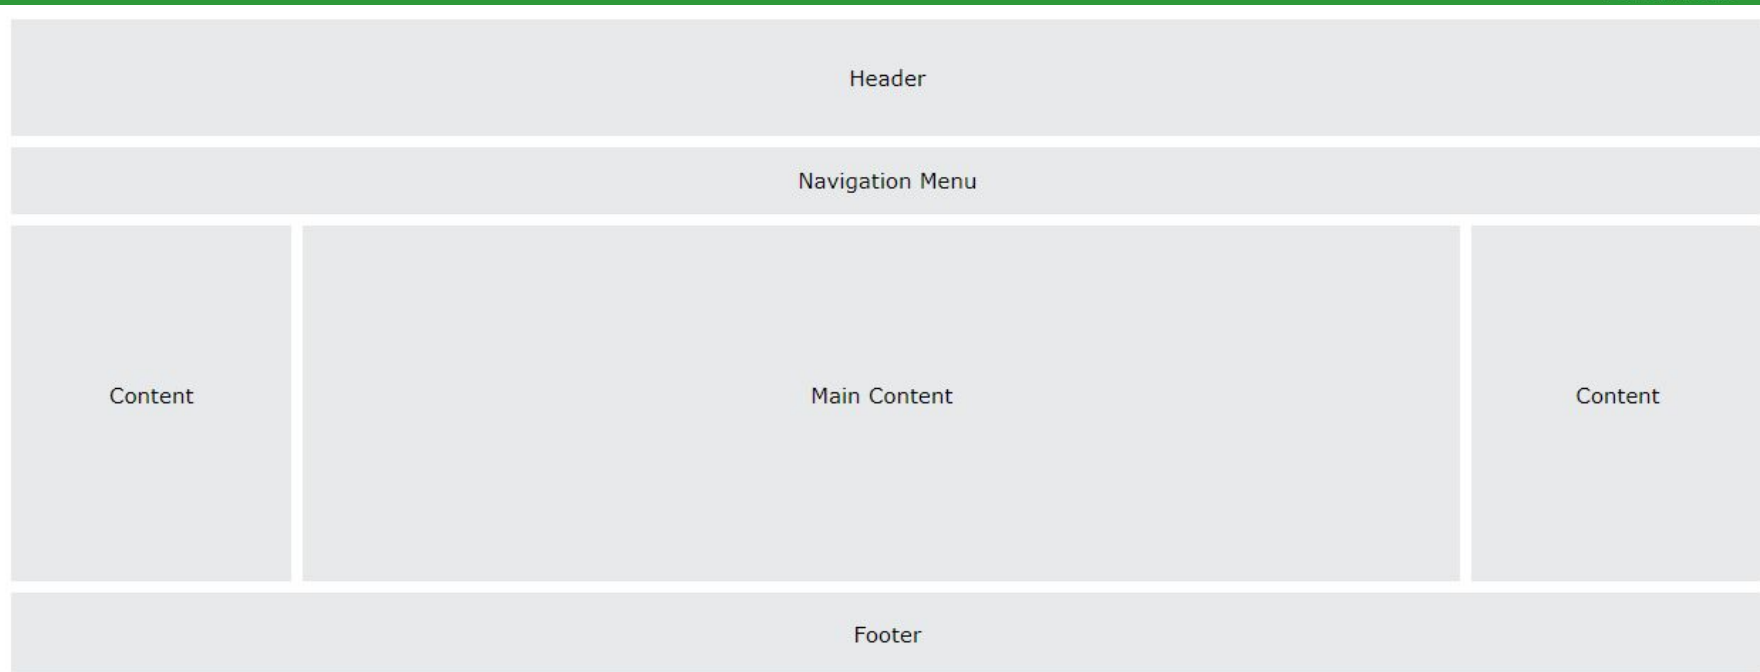 Header
Navigation Menu
Content
Main Content
Content
Footer